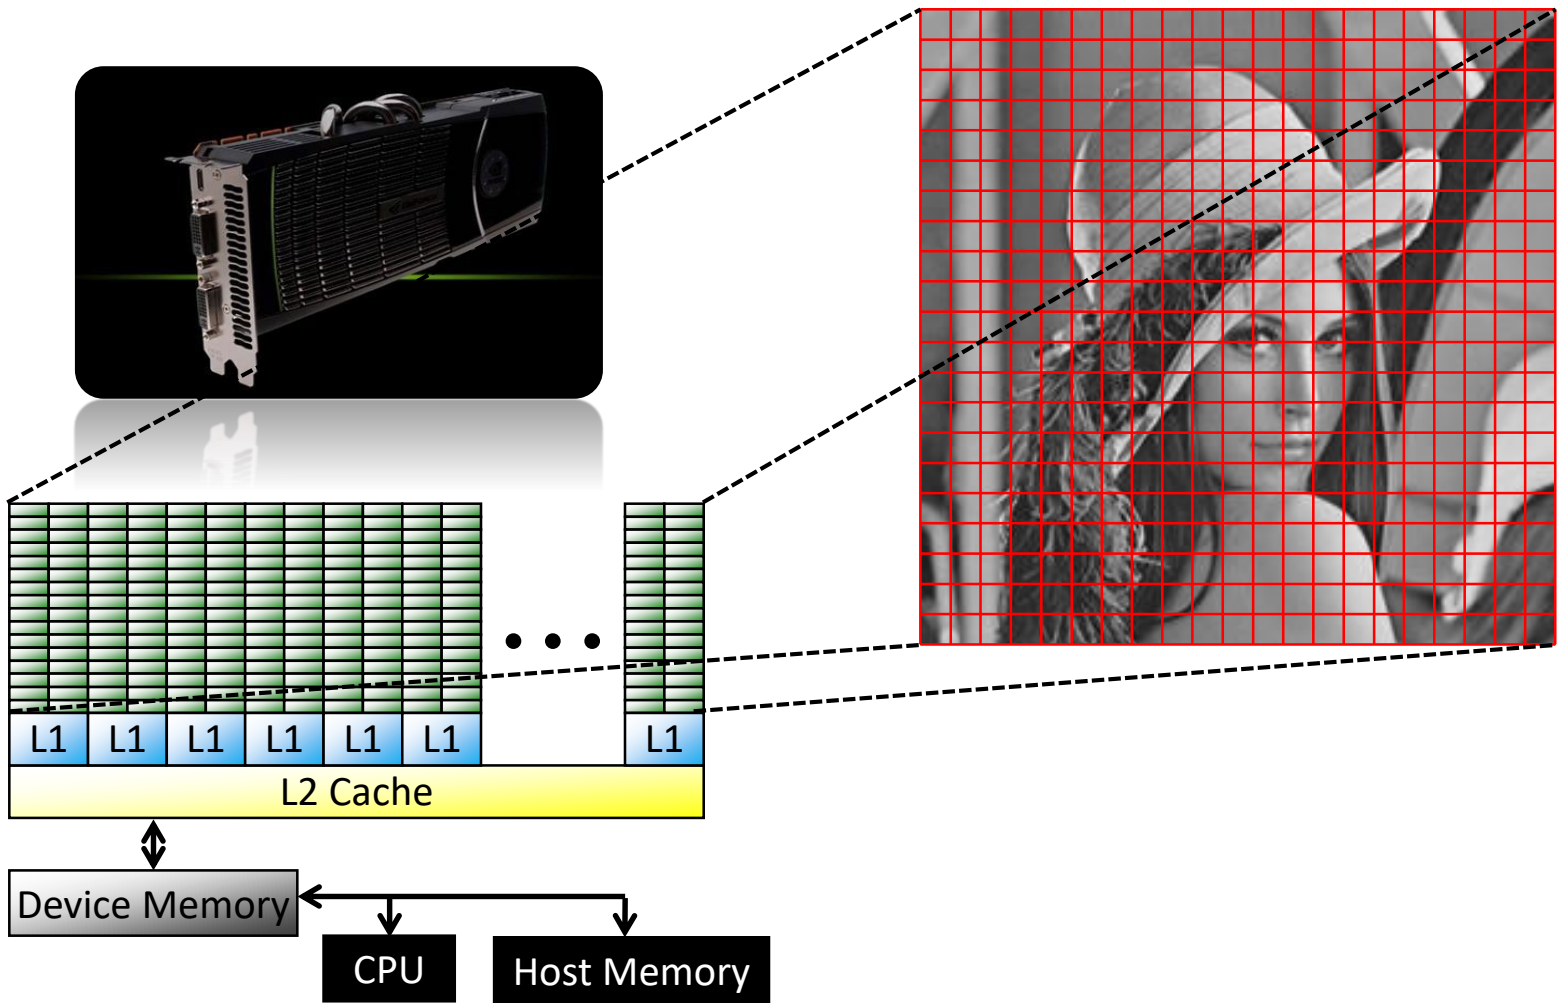 L1 L1 L1 L1 L1 L1 L1
L2 Cache
Device Memory
CPU
Host Memory